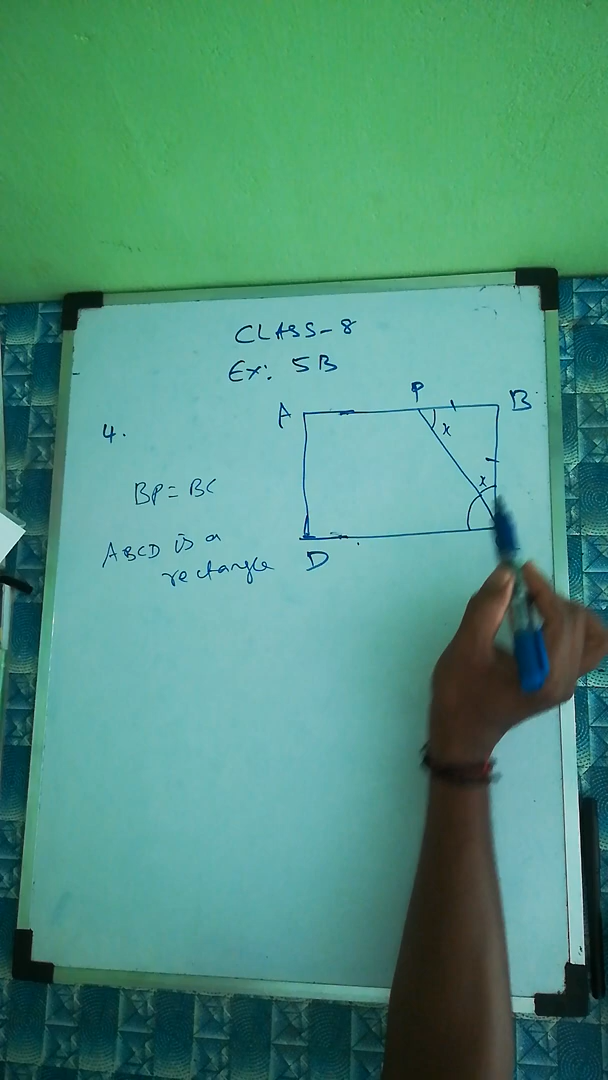 CLASS-8
Ex: 5B
P
A
B
4.
x
x
BP = BC
ABCD is a
rectangle
D